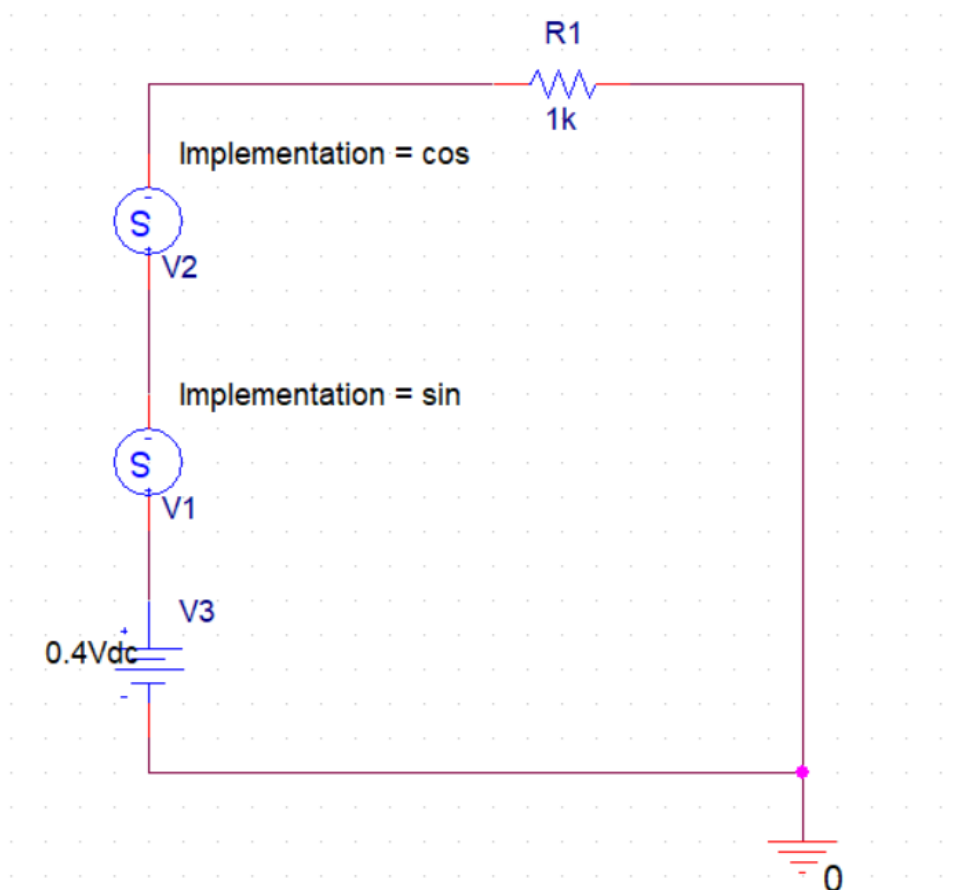 R1
1k
Implementation = cos
-
S
+
V2
Implementation = sin
-
S
+
V1
V3
+
0.4Vdc
-
0